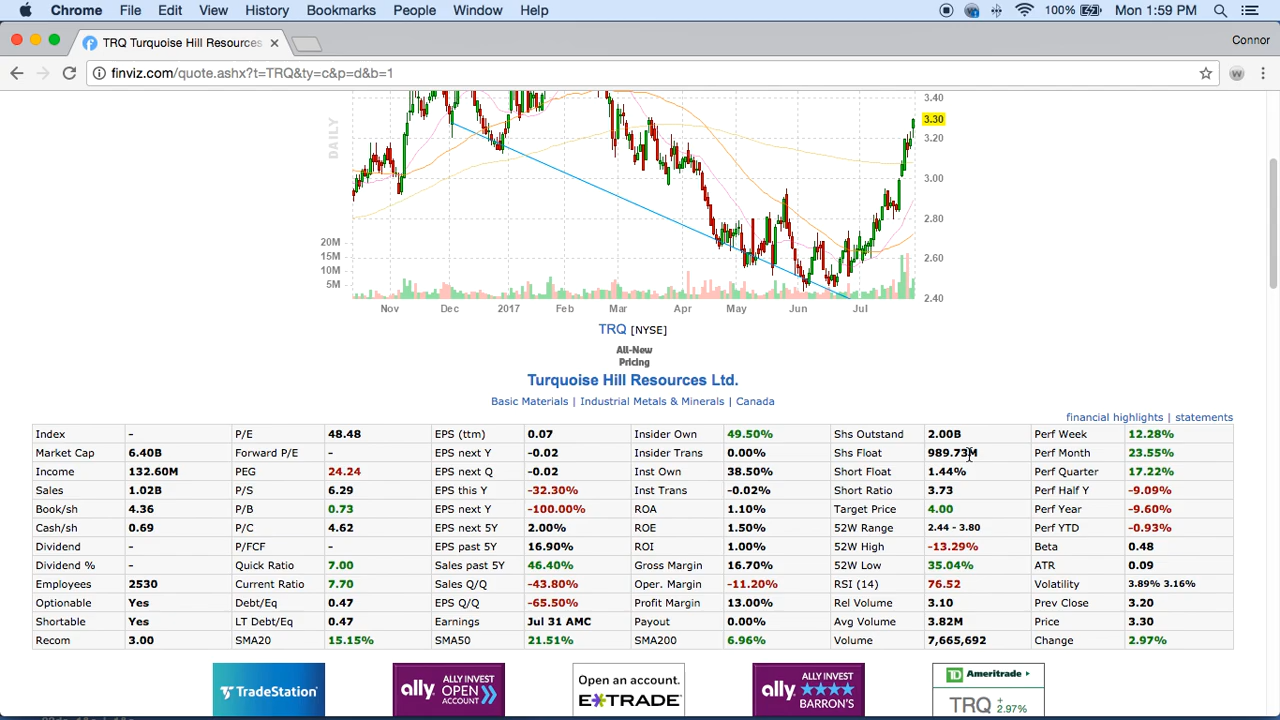 Chrome File Edit View History Bookmarks People Window Help 100% Mon 1:59 PM
TRQ Turquoise Hill Resources Connor
finviz.com/quote.ashx?t=TRQ&ty=c&p=d&b=1
3.40
3.30
3.20
3.00
2.80
2.60
2.40
DAILY
20M
15M
10M
5M
Nov Dec 2017 Feb Mar Apr May Jun Jul
TRQ [NYSE]
All-New
Pricing
Turquoise Hill Resources Ltd.
Basic Materials | Industrial Metals & Minerals | Canada
financial highlights | statements
Index - P/E 48.48 EPS (ttm) 0.07 Insider Own 49.50% Shs Outstand 2.00B Perf Week 12.28%
Market Cap 6.40B Forward P/E - EPS next Y -0.02 Insider Trans 0.00% Shs Float 989.73M Perf Month 23.55%
Income 132.60M PEG 24.24 EPS next Q -0.02 Inst Own 38.50% Short Float 1.44% Perf Quarter 17.22%
Sales 1.02B P/S 6.29 EPS this Y -32.30% Inst Trans -0.02% Short Ratio 3.73 Perf Half Y -9.09%
Book/sh 4.36 P/B 0.73 EPS next Y -100.00% ROA 1.10% Target Price 4.00 Perf Year -9.60%
Cash/sh 0.69 P/C 4.62 EPS next 5Y 2.00% ROE 1.50% 52W Range 2.44 - 3.80 Perf YTD -0.93%
Dividend - P/FCF - EPS past 5Y 16.90% ROI 1.00% 52W High -13.29% Beta 0.48
Dividend % - Quick Ratio 7.00 Sales past 5Y 46.40% Gross Margin 16.70% 52W Low 35.04% ATR 0.09
Employees 2530 Current Ratio 7.70 Sales Q/Q -43.80% Oper. Margin -11.20% RSI (14) 76.52 Volatility 3.89% 3.16%
Optionable Yes Debt/Eq 0.47 EPS Q/Q -65.50% Profit Margin 13.00% Rel Volume 3.10 Prev Close 3.20
Shortable Yes LT Debt/Eq 0.47 Earnings Jul 31 AMC Payout 0.00% Avg Volume 3.82M Price 3.30
Recom 3.00 SMA20 15.15% SMA50 21.51% SMA200 6.96% Volume 7,665,692 Change 2.97%
TradeStation
ally INVEST OPEN ACCOUNT
Open an account.
E*TRADE
ally ALLY INVEST BARRON'S
TD Ameritrade
TRQ + 2.97%